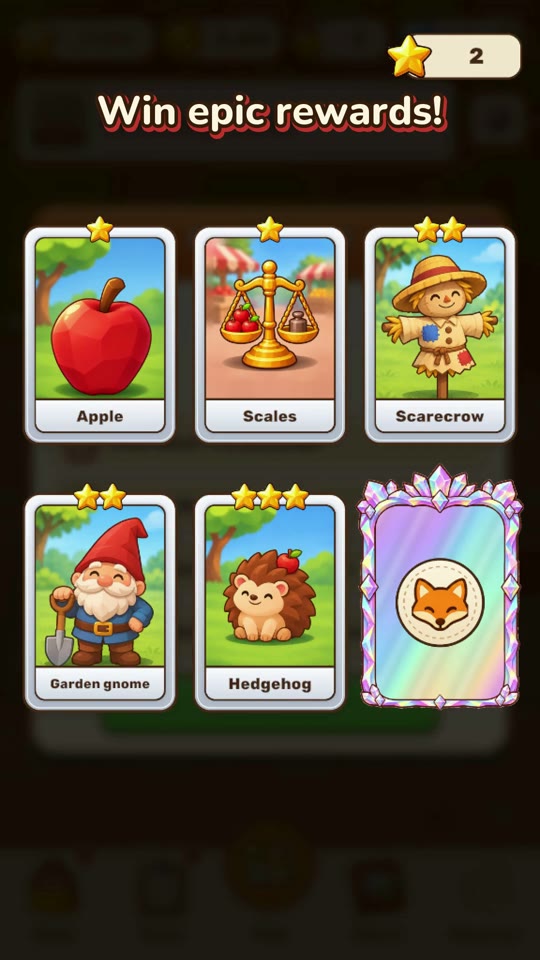 2
Win epic rewards!
Apple
Scales
Scarecrow
Garden gnome
Hedgehog